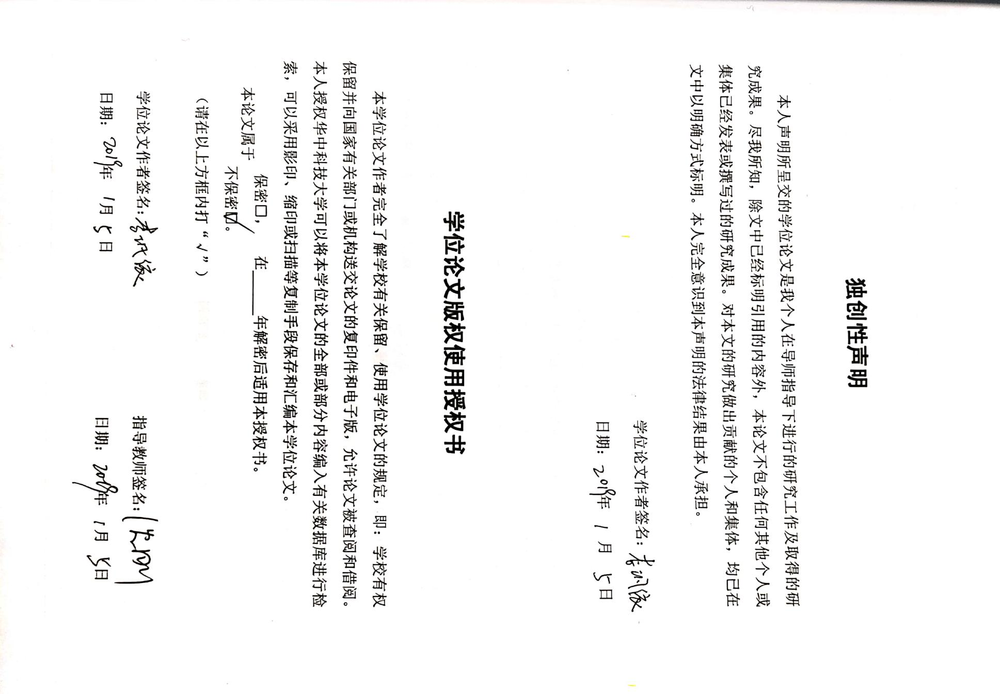 独创性声明
本人声明所呈交的学位论文是我个人在导师指导下进行的研究工作及取得的研
究成果。尽我所知，除文中已经标明引用的内容外，本论文不包含任何其他个人或
集体已经发表或撰写过的研究成果。对本文的研究做出贡献的个人和集体，均已在
文中以明确方式标明。本人完全意识到本声明的法律结果由本人承担。
学位论文作者签名：
日期：2019年 1 月 5日
学位论文版权使用授权书
本学位论文作者完全了解学校有关保留、使用学位论文的规定，即：学校有权
保留并向国家有关部门或机构送交论文的复印件和电子版，允许论文被查阅和借阅。
本人授权华中科技大学可以将本学位论文的全部或部分内容编入有关数据库进行检
索，可以采用影印、缩印或扫描等复制手段保存和汇编本学位论文。
保密□， 在______年解密后适用本授权书。
本论文属于
不保密☑。
（请在以上方框内打“√”）
学位论文作者签名： 指导教师签名：
日期：2019年 1月 5日 日期：2019年 1月 5日